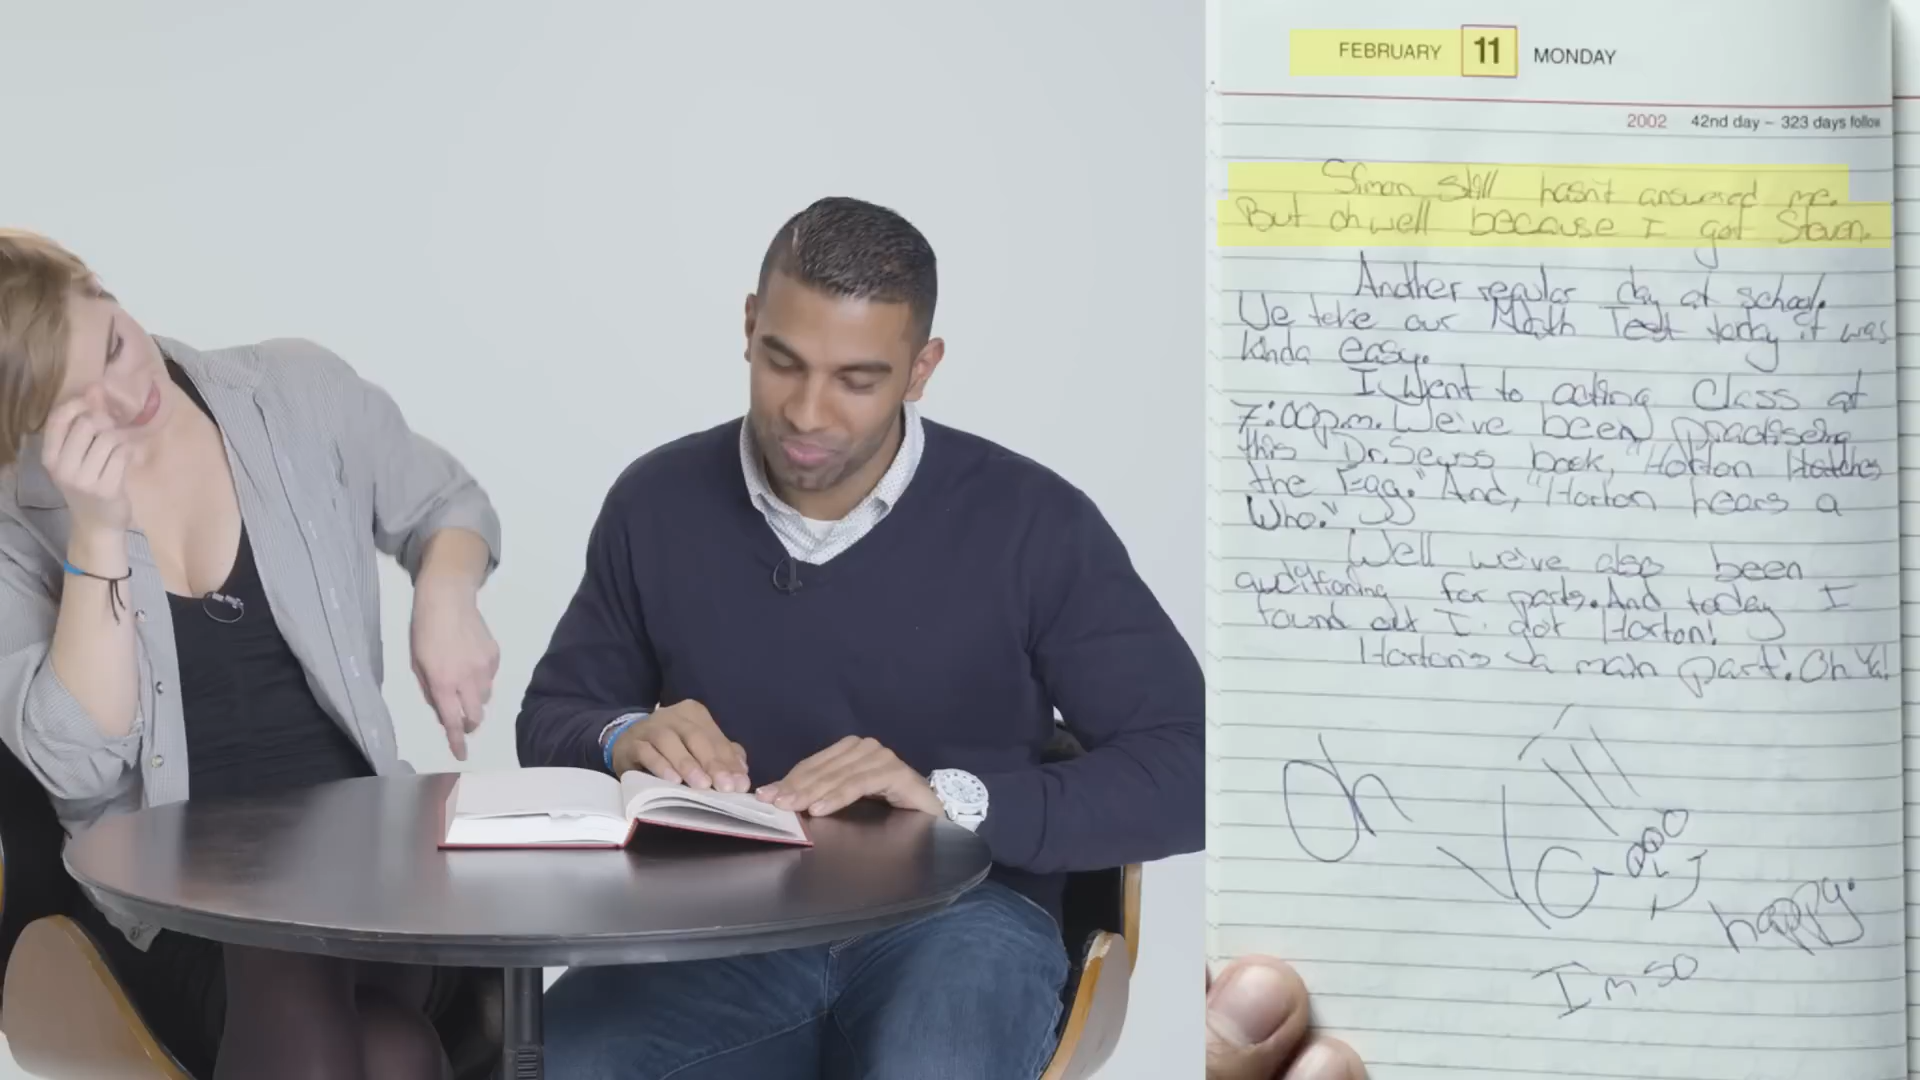 FEBRUARY 11 MONDAY
2002 42nd day – 323 days follow
Simon still hasn't answered me.
But oh well because I got Steven.
Another regular day at school.
We take our Math Test today it was
kinda easy.
I went to acting class at
7:00p.m. We've been practising
this Dr.Seuss book, "Horton Hatches
the Egg." And, "Horton hears a
Who."
Well we've also been
auditioning for parts. And today I
found out I got Horton!
Horton's a main part! Oh Ya!
Oh Ya!!!
I'm so happy!